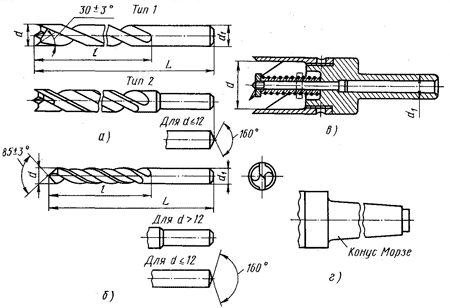 30±3°
Тип 1
d
d₁
l
L
Тип 2
а)
Для d≤12
160°
d
d₁
в)
85±3°
d
d₁
l
L
Для d>12
Для d≤12
160°
б)
Конус Морзе
г)